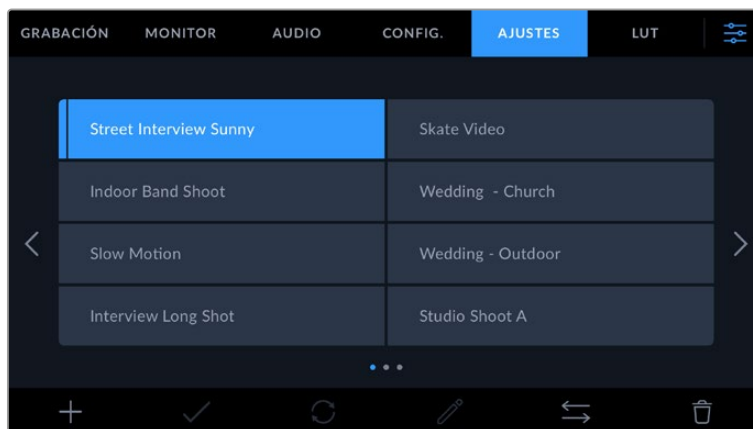 GRABACIÓN MONITOR AUDIO CONFIG. AJUSTES LUT
Street Interview Sunny Skate Video
Indoor Band Shoot Wedding - Church
Slow Motion Wedding - Outdoor
Interview Long Shot Studio Shoot A